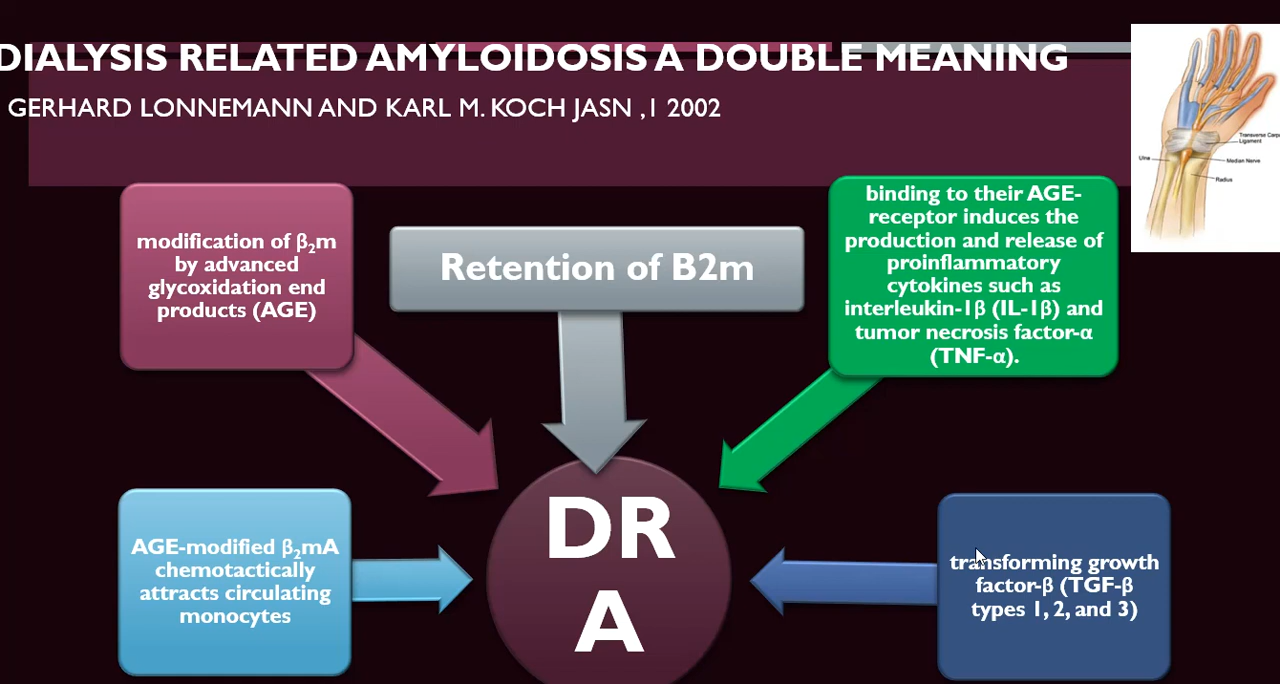 DIALYSIS RELATED AMYLOIDOSIS A DOUBLE MEANING
GERHARD LONNEMANN AND KARL M. KOCH JASN ,1 2002
modification of β₂m
by advanced
glycoxidation end
products (AGE)
Retention of B2m
binding to their AGE-
receptor induces the
production and release of
proinflammatory
cytokines such as
interleukin-1β (IL-1β) and
tumor necrosis factor-α
(TNF-α).
Transverse
Ligament
Ulna
Median Nerve
Radius
DR
A
AGE-modified β₂mA
chemotactically
attracts circulating
monocytes
transforming growth
factor-β (TGF-β
types 1, 2, and 3)